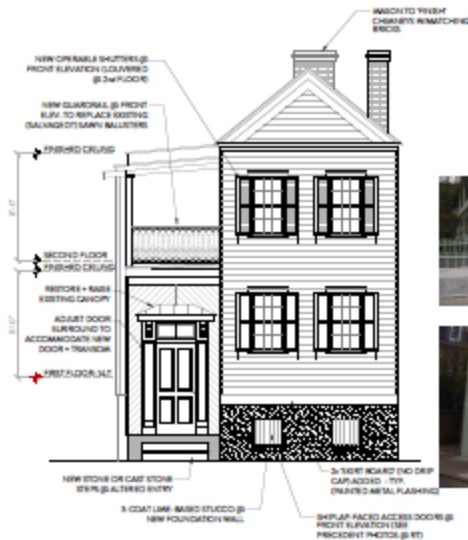 MASON TO "FINISH"
CHIMNEYS W/MATCHING
BRICKS
NEW OPERABLE SHUTTERS @
FRONT ELEVATION (LOUVERED
@ 2nd FLOOR)
NEW GUARDRAIL @ FRONT
ELEV. TO REPLACE EXISTING
(SALVAGED?) SAWN BALUSTERS
FINISHED CEILING
SECOND FLOOR
FINISHED CEILING
RESTORE + RAISE
EXISTING CANOPY
ADJUST DOOR
SURROUND TO
ACCOMMODATE NEW
DOOR + TRANSOM
FIRST FLOOR:
NEW STONE OR CAST STONE
STEPS @ ALTERED ENTRY
3-COAT LIME-BASED STUCCO @
NEW FOUNDATION WALL
2x "SKIRT BOARD" (NO DRIP
CAP) ADDED - TYP.
(PAINTED METAL FLASHING)
SHIPLAP-FACED ACCESS DOORS @
FRONT ELEVATION (SEE
PRECEDENT PHOTOS @ RT)